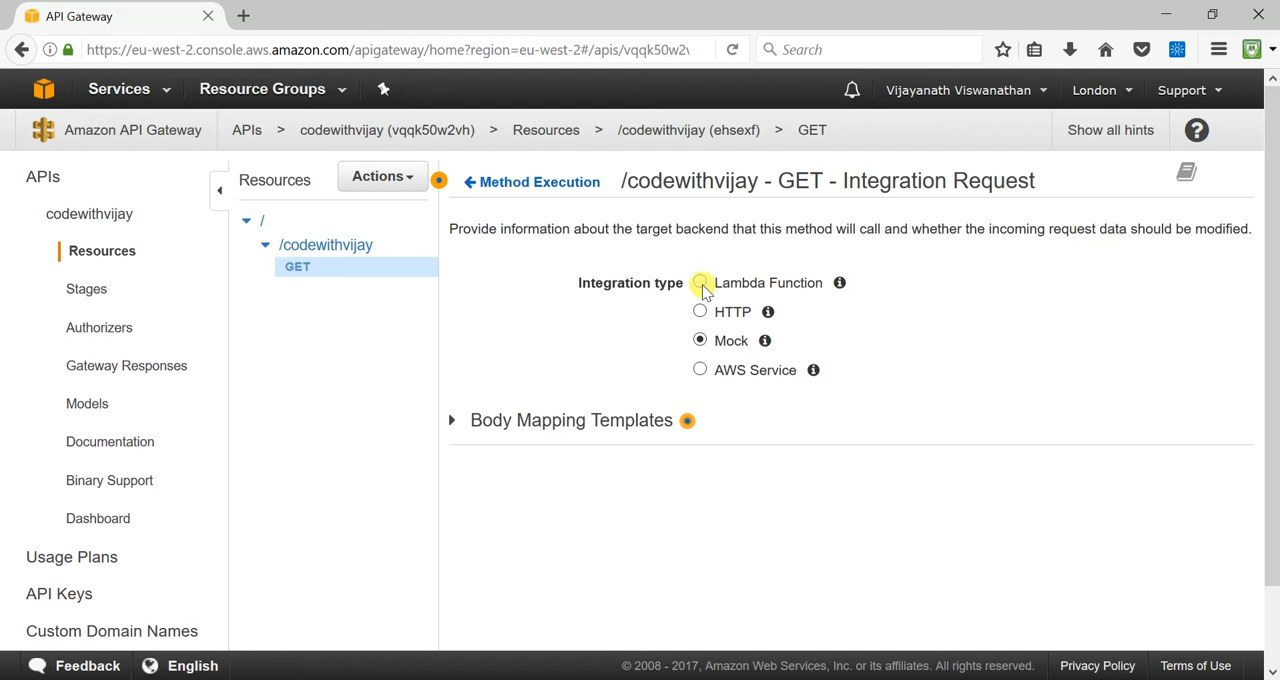 API Gateway
https://eu-west-2.console.aws.amazon.com/apigateway/home?region=eu-west-2#/apis/vqqk50w2v
Search
Services
Resource Groups
Vijayanath Viswanathan
London
Support
Amazon API Gateway
APIs > codewithvijay (vqqk50w2vh) > Resources > /codewithvijay (ehsexf) > GET
Show all hints
?
APIs
codewithvijay
Resources
Stages
Authorizers
Gateway Responses
Models
Documentation
Binary Support
Dashboard
Usage Plans
API Keys
Custom Domain Names
Resources
Actions
/
/codewithvijay
GET
Method Execution
/codewithvijay - GET - Integration Request
Provide information about the target backend that this method will call and whether the incoming request data should be modified.
Integration type
Lambda Function
HTTP
Mock
AWS Service
Body Mapping Templates
Feedback
English
© 2008 - 2017, Amazon Web Services, Inc. or its affiliates. All rights reserved.
Privacy Policy
Terms of Use